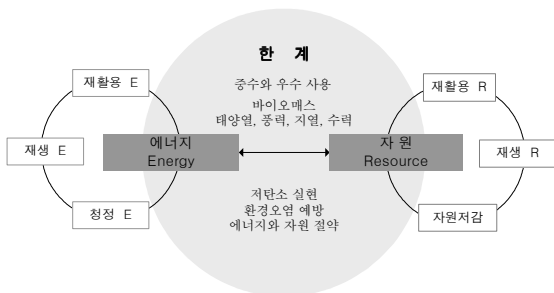 한 계
중수와 우수 사용
바이오매스
태양열, 풍력, 지열, 수력
재활용 E
재생 E
청정 E
에너지
Energy
자 원
Resource
재활용 R
재생 R
자원저감
저탄소 실현
환경오염 예방
에너지와 자원 절약